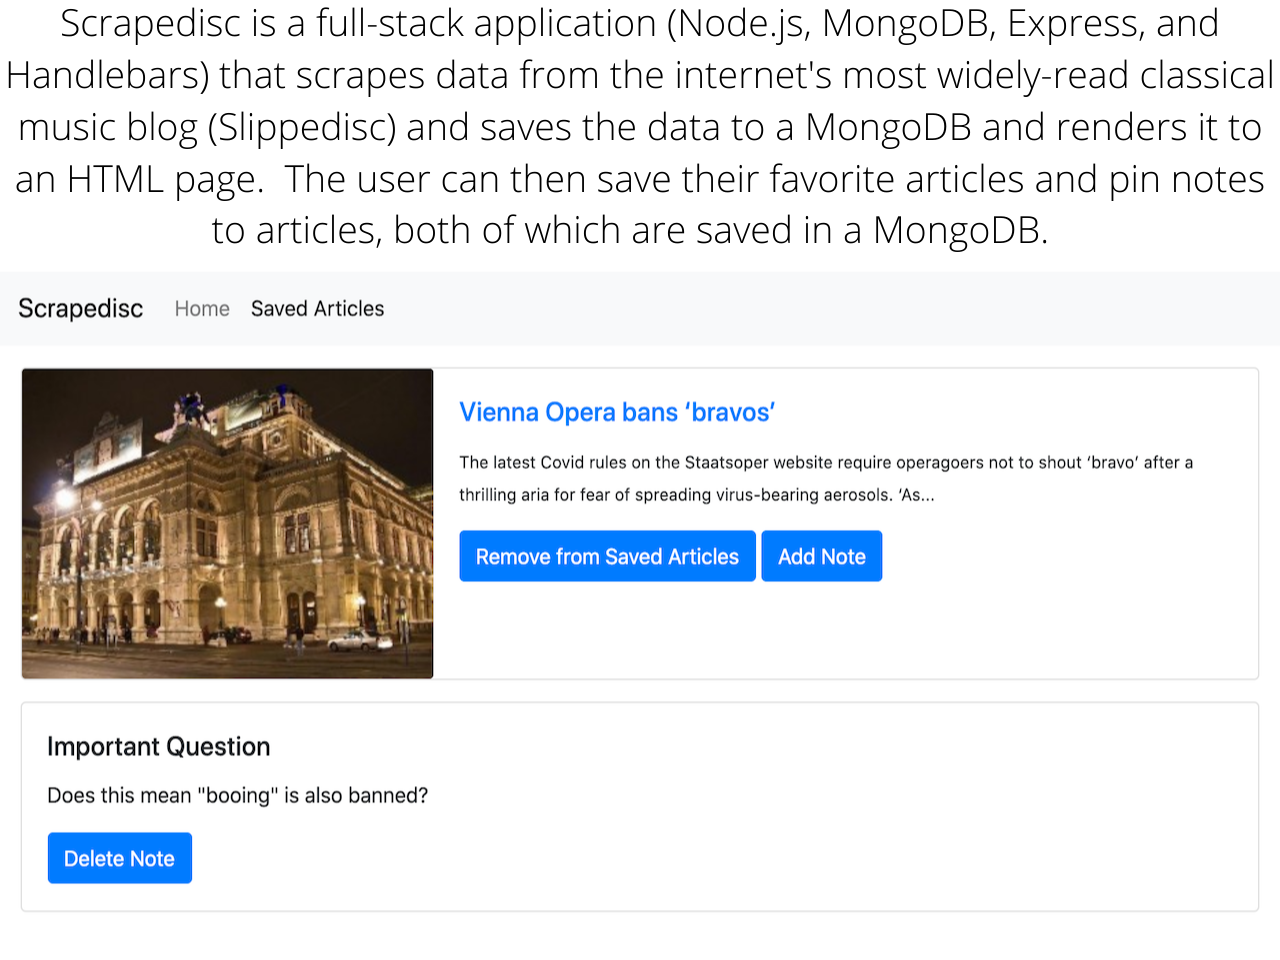 Scrapedisc is a full-stack application (Node.js, MongoDB, Express, and
Handlebars) that scrapes data from the internet's most widely-read classical
music blog (Slippedisc) and saves the data to a MongoDB and renders it to
an HTML page.  The user can then save their favorite articles and pin notes
to articles, both of which are saved in a MongoDB.
Scrapedisc Home Saved Articles
Vienna Opera bans ‘bravos’
The latest Covid rules on the Staatsoper website require operagoers not to shout ‘bravo’ after a
thrilling aria for fear of spreading virus-bearing aerosols. ‘As...
Remove from Saved Articles Add Note
Important Question
Does this mean "booing" is also banned?
Delete Note